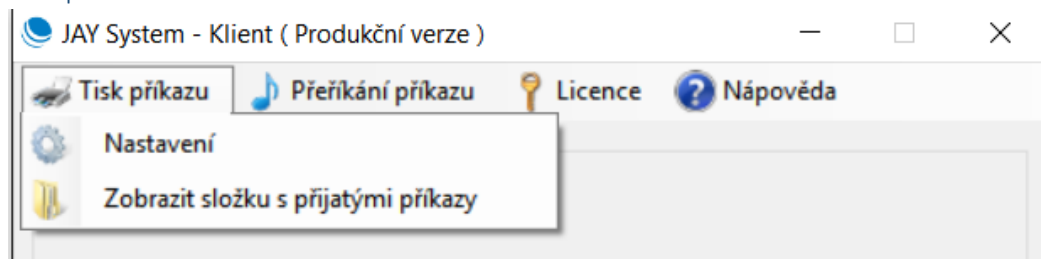 JAY System - Klient ( Produkční verze )
Tisk příkazu Přeříkání příkazu Licence Nápověda
Nastavení
Zobrazit složku s přijatými příkazy